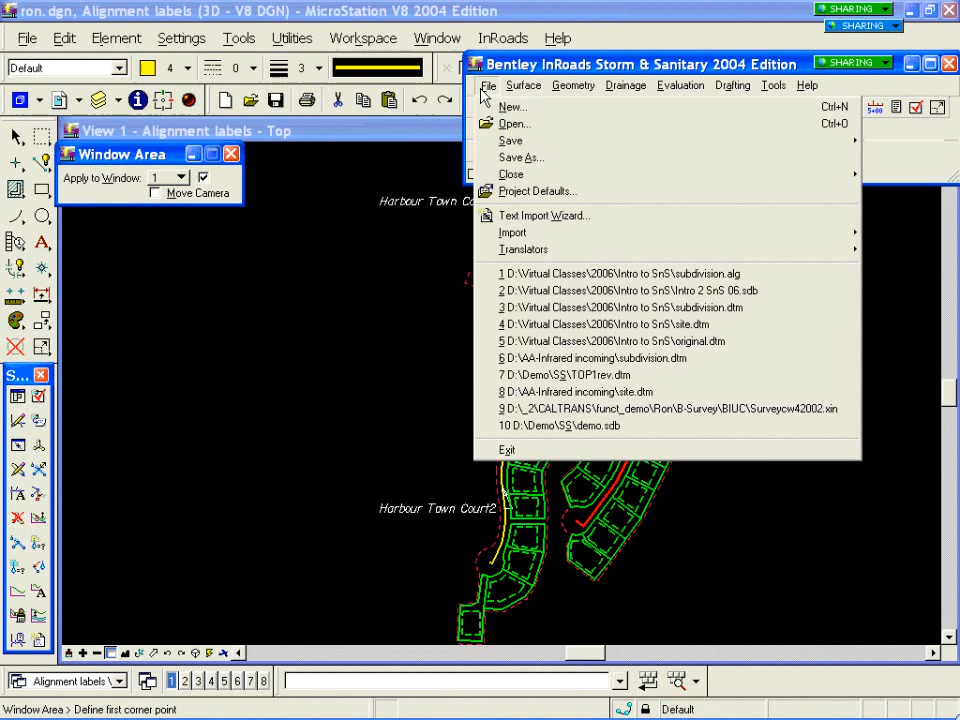 ron.dgn, Alignment labels (3D - V8 DGN) - MicroStation V8 2004 Edition
SHARING
SHARING
File Edit Element Settings Tools Utilities Workspace Window InRoads Help
Default 4 0 3
Bentley InRoads Storm & Sanitary 2004 Edition SHARING
File Surface Geometry Drainage Evaluation Drafting Tools Help
New... Ctrl+N
Open... Ctrl+O
Save
Save As...
Close
Project Defaults...
Text Import Wizard...
Import
Translators
1 D:\Virtual Classes\2006\Intro to SnS\subdivision.alg
2 D:\Virtual Classes\2006\Intro to SnS\Intro 2 SnS 06.sdb
3 D:\Virtual Classes\2006\Intro to SnS\subdivision.dtm
4 D:\Virtual Classes\2006\Intro to SnS\site.dtm
5 D:\Virtual Classes\2006\Intro to SnS\original.dtm
6 D:\AA-Infrared incoming\subdivision.dtm
7 D:\Demo\SS\TOP1rev.dtm
8 D:\AA-Infrared incoming\site.dtm
9 D:\_2\CALTRANS\funct_demo\Ron\B-Survey\BIUC\Surveycw42002.xin
10 D:\Demo\SS\demo.sdb
Exit
View 1 - Alignment labels - Top
Window Area
Apply to Window: 1
Move Camera
Harbour Town
Harbour Town Court2
S...
Alignment labels 1 2 3 4 5 6 7 8
Window Area > Define first corner point Default